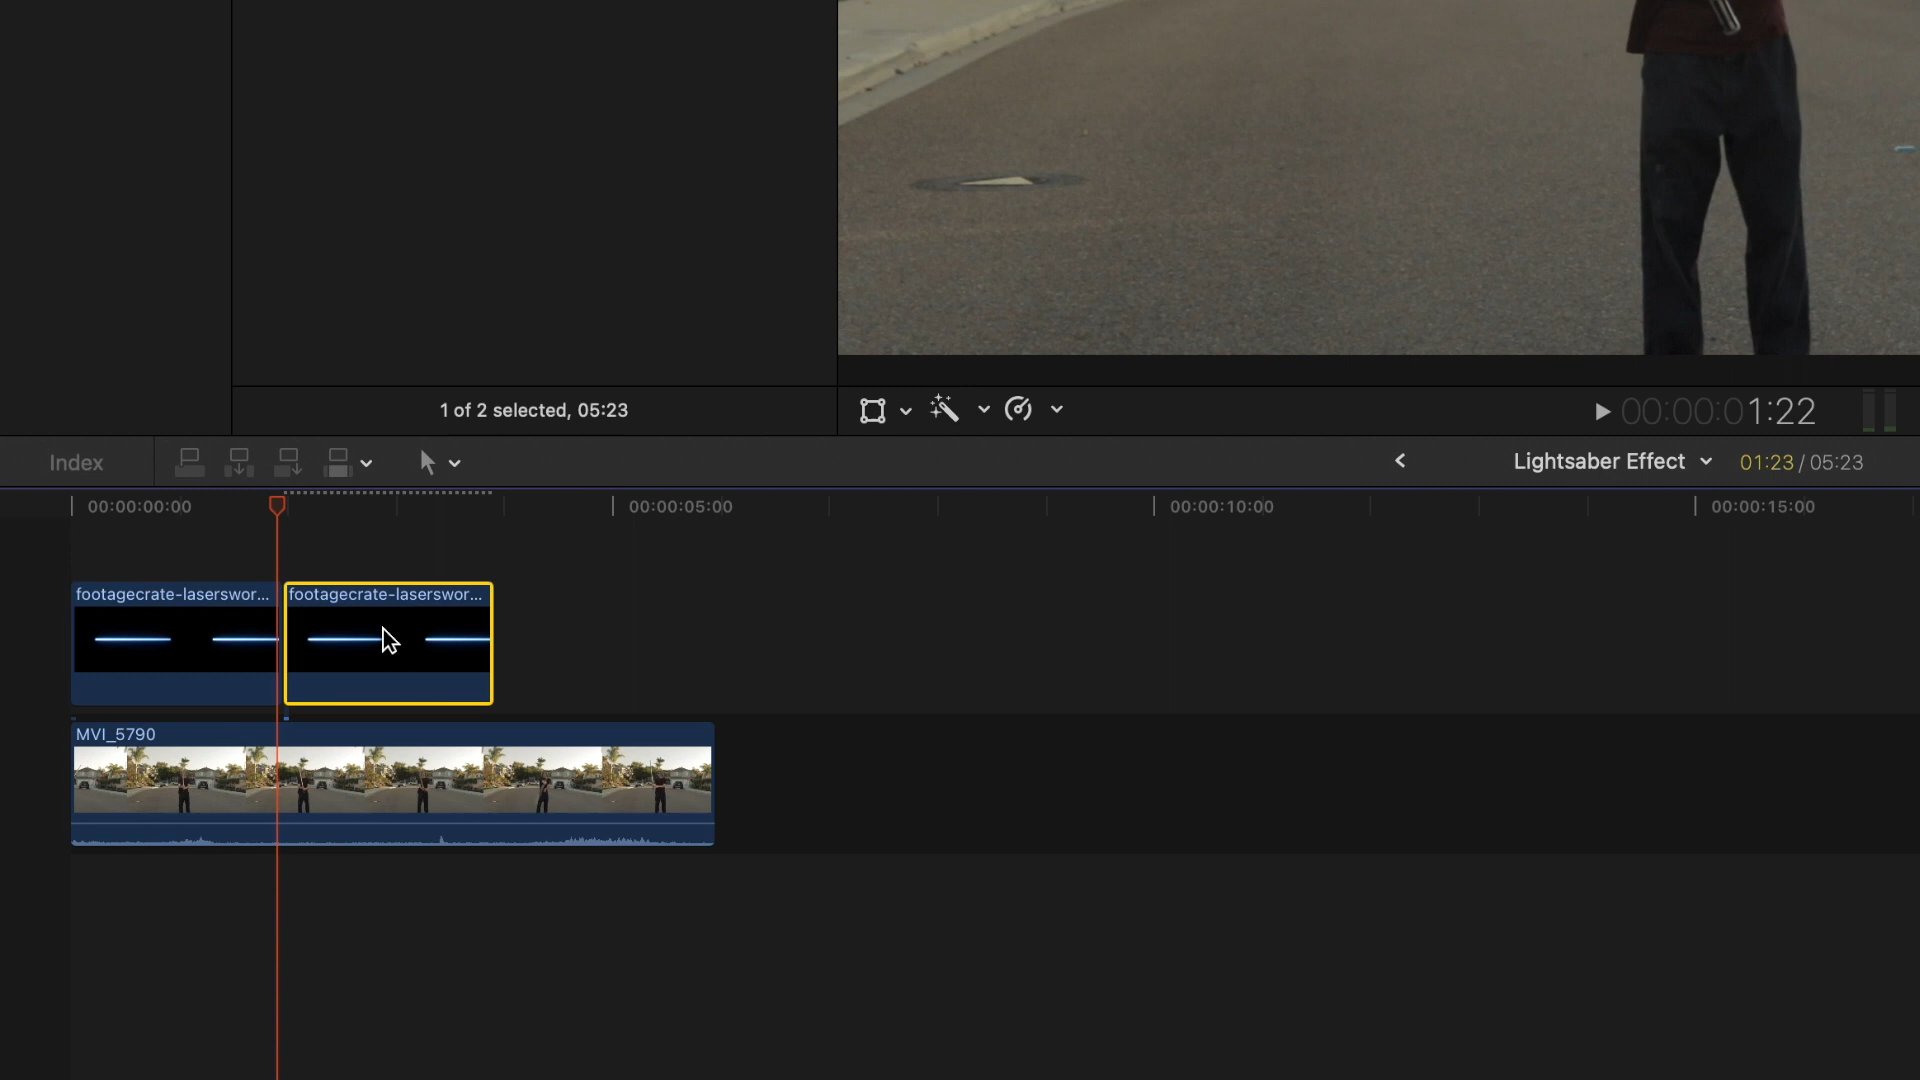 1 of 2 selected, 05:23
00:00:01:22
Index
Lightsaber Effect
01:23 / 05:23
00:00:00:00
00:00:05:00
00:00:10:00
00:00:15:00
footagecrate-laserswor...
footagecrate-laserswor...
MVI_5790